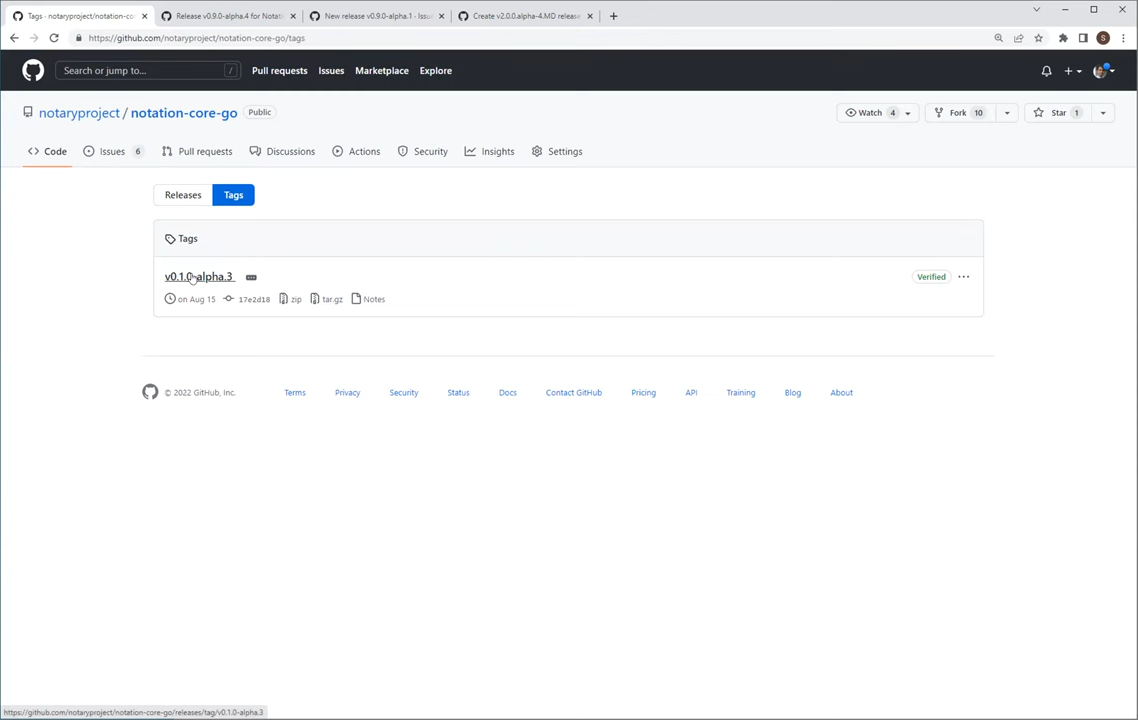 Tags · notaryproject/notation-cor
Release v0.9.0-alpha.4 for Notati
New release v0.9.0-alpha.1 · Issu
Create v2.0.0.alpha-4.MD release
https://github.com/notaryproject/notation-core-go/tags
S
Search or jump to... /
Pull requests Issues Marketplace Explore
notaryproject / notation-core-go Public
Watch 4 Fork 10 Star 1
Code Issues 6 Pull requests Discussions Actions Security Insights Settings
Releases Tags
Tags
v0.1.0-alpha.3 ...
Verified ...
on Aug 15 17e2d18 zip tar.gz Notes
© 2022 GitHub, Inc. Terms Privacy Security Status Docs Contact GitHub Pricing API Training Blog About
https://github.com/notaryproject/notation-core-go/releases/tag/v0.1.0-alpha.3